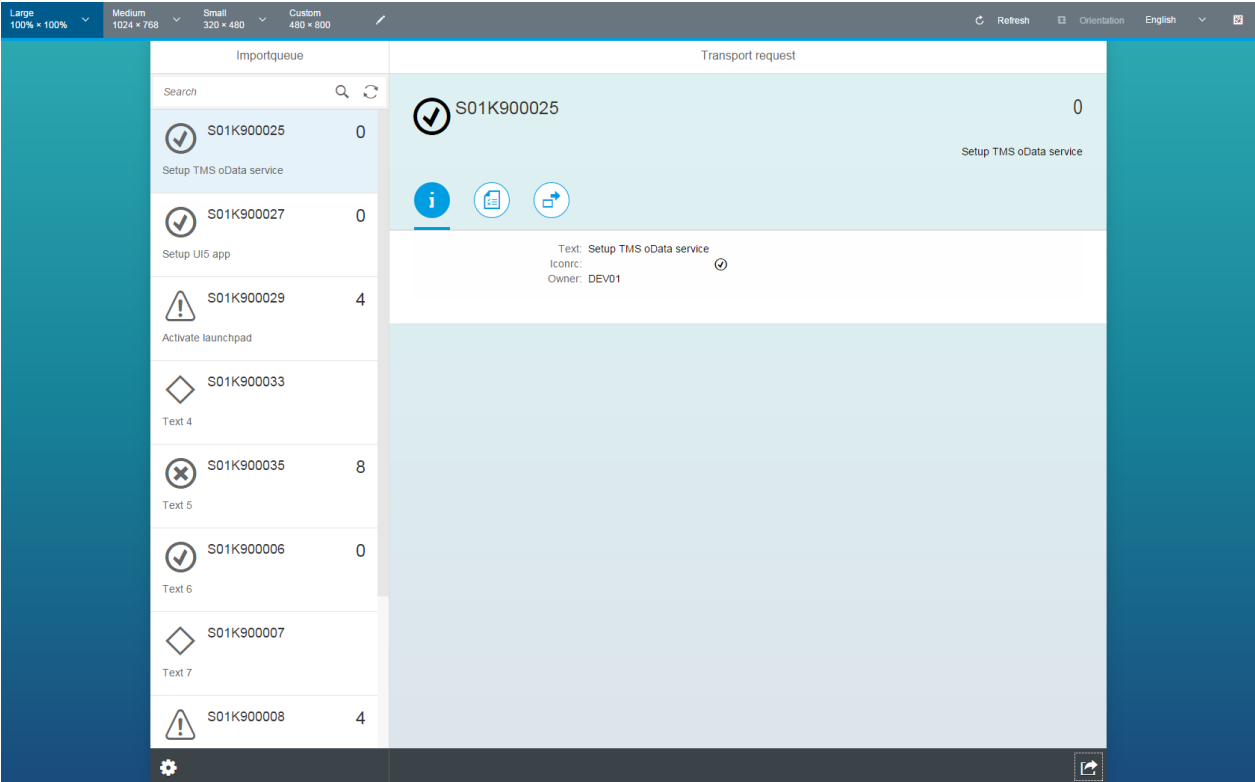 Large
100% × 100%
Medium
1024 × 768
Small
320 × 480
Custom
480 × 800
Refresh
Orientation
English
Importqueue
Transport request
Search
S01K900025 0
Setup TMS oData service
S01K900027 0
Setup UI5 app
S01K900029 4
Activate launchpad
S01K900033
Text 4
S01K900035 8
Text 5
S01K900006 0
Text 6
S01K900007
Text 7
S01K900008 4
S01K900025 0
Setup TMS oData service
Text: Setup TMS oData service
Iconrc:
Owner: DEV01